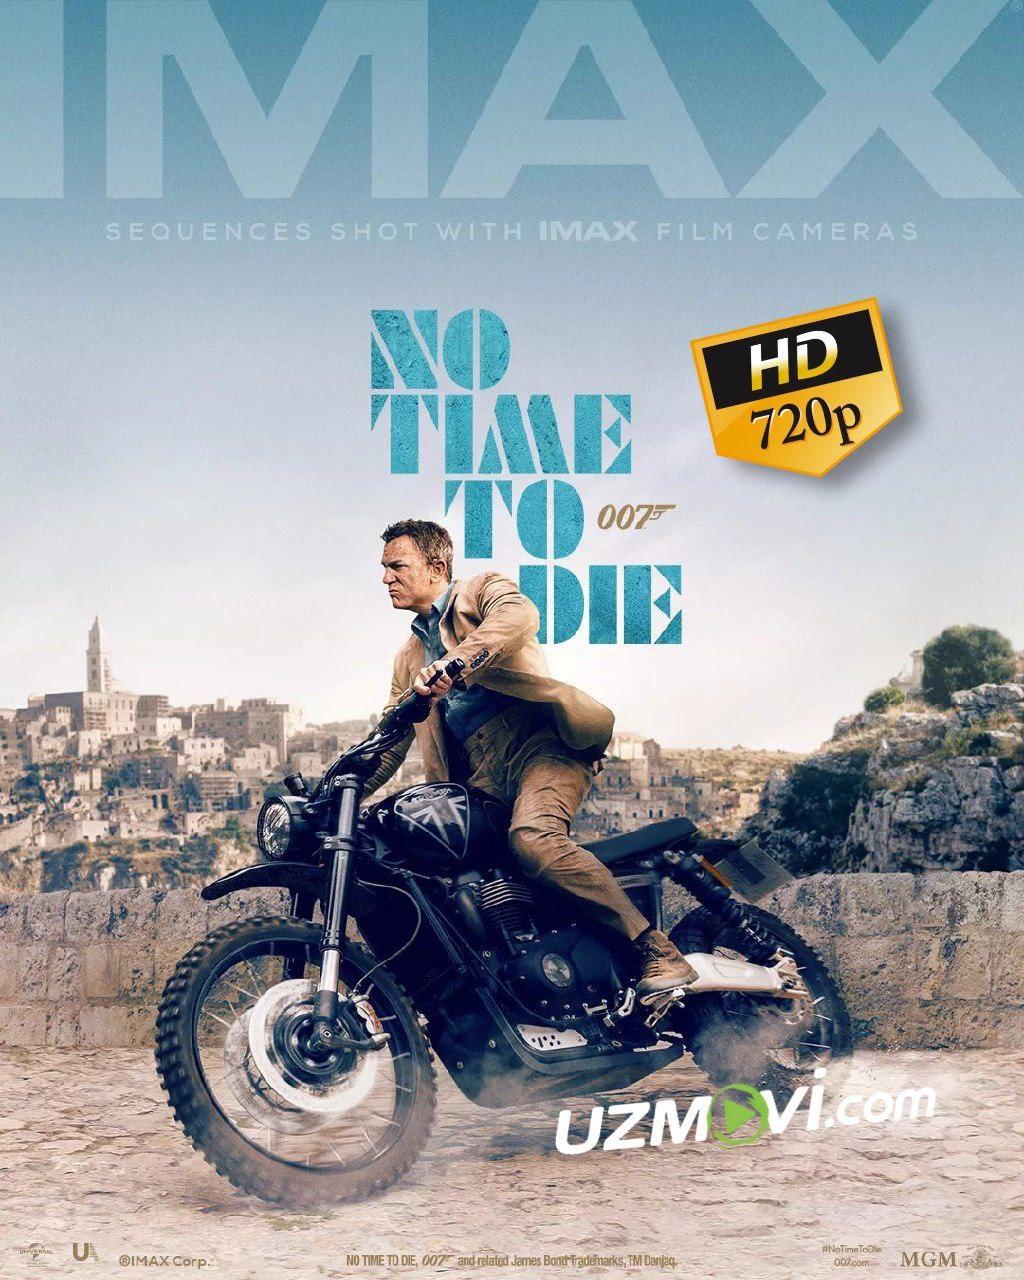 IMAX®
SEQUENCES SHOT WITH IMAX FILM CAMERAS
NO
TIME
TO
DIE
007
HD
720p
UZMOVi.com
UNIVERSAL
®IMAX Corp.
NO TIME TO DIE, 007 and related James Bond Trademarks, TM Danjaq.
#NoTimeToDie
007.com
MGM